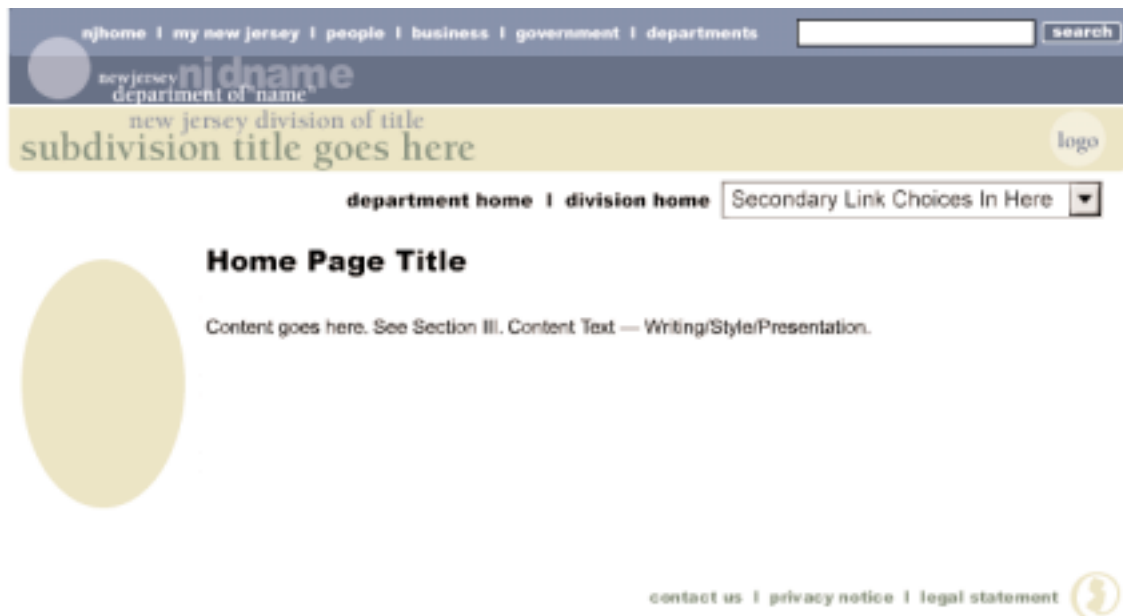 njhome | my new jersey | people | business | government | departments search
njdname
new jersey
department of "name"
new jersey division of title
subdivision title goes here
logo
department home | division home Secondary Link Choices In Here
Home Page Title
Content goes here. See Section III. Content Text — Writing/Style/Presentation.
contact us | privacy notice | legal statement